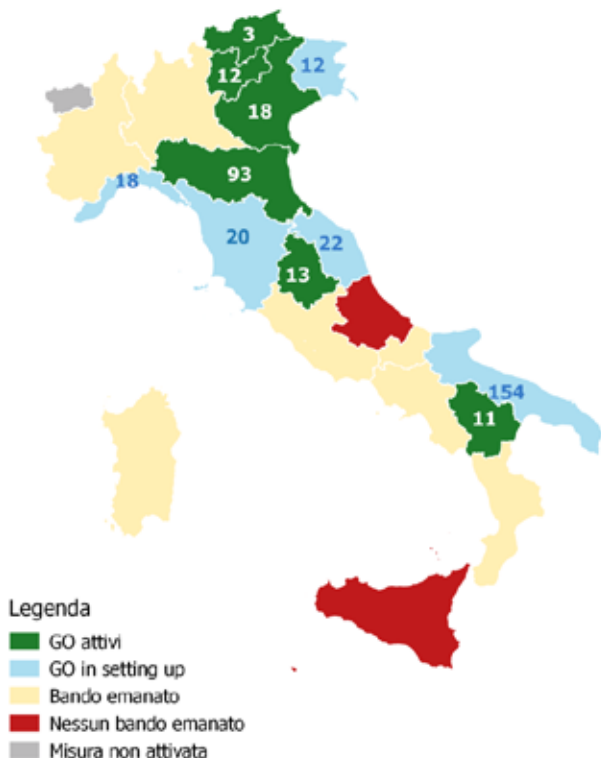 3
12
12
18
93
18
20
22
13
154
11
Legenda
GO attivi
GO in setting up
Bando emanato
Nessun bando emanato
Misura non attivata